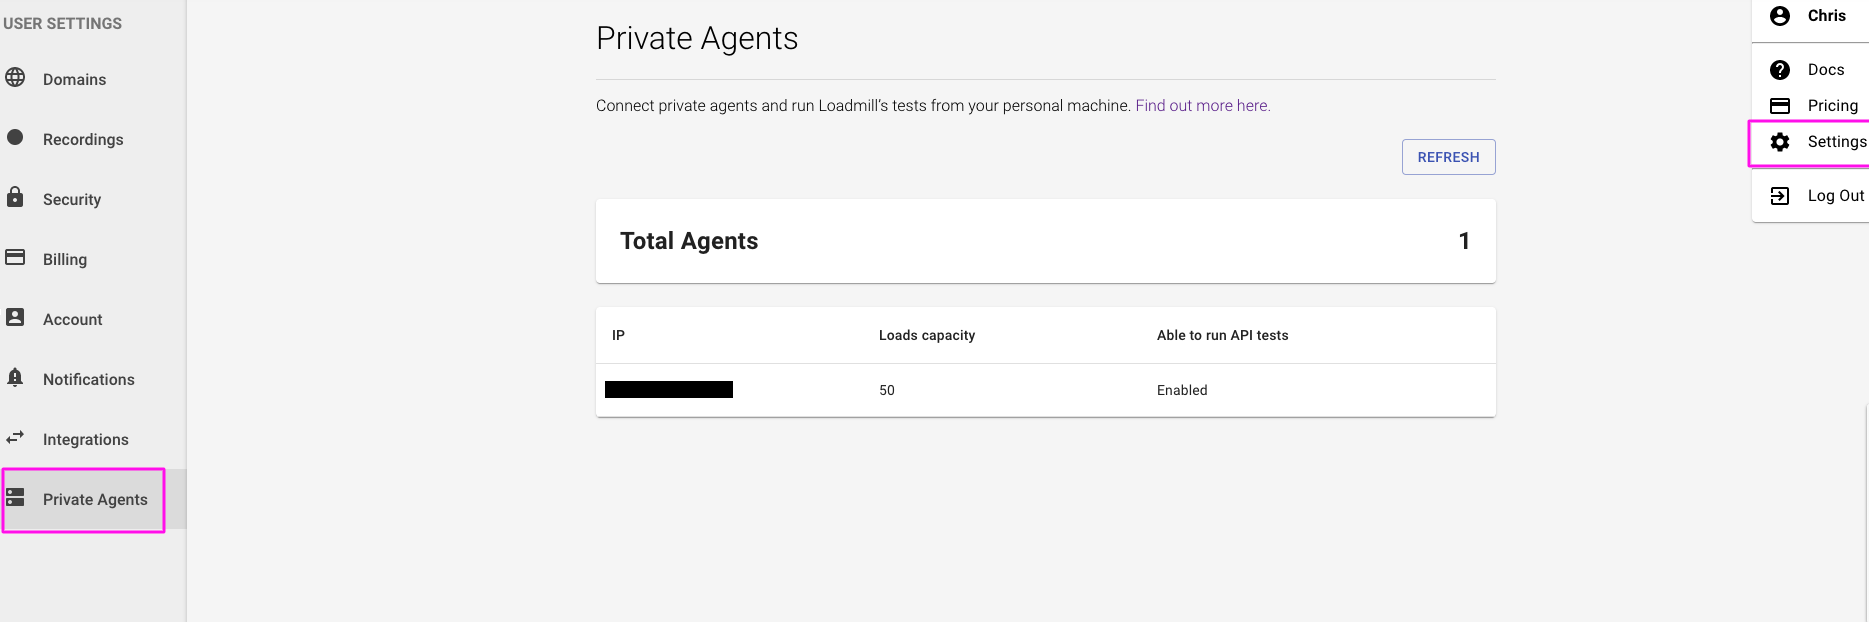 USER SETTINGS
Domains
Recordings
Security
Billing
Account
Notifications
Integrations
Private Agents
Private Agents
Connect private agents and run Loadmill's tests from your personal machine. Find out more here.
REFRESH
Total Agents 1
IP Loads capacity Able to run API tests
50 Enabled
Chris
Docs
Pricing
Settings
Log Out